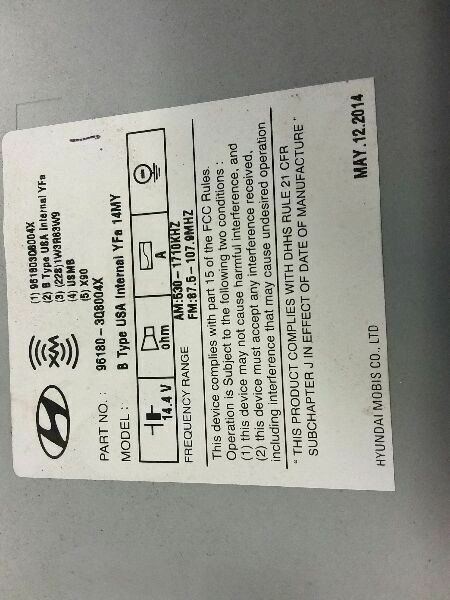 XM
(1) 961803Q8004X
(2) B Type USA Internal YFa
(4) USMB
(5) X90
PART NO. : 96180 - 3Q8004X
MODEL : B Type USA Internal YFa 14MY
14.4 V ohm A
FREQUENCY RANGE AM:530 - 1710KHZ
FM:87.5 - 107.9MHZ
This device complies with part 15 of the FCC Rules.
Operation is Subject to the following two conditions :
(1) this device may not cause harmful interference, and
(2) this device must accept any interference received,
including interference that may cause undesired operation
" THIS PRODUCT COMPLIES WITH DHHS RULE 21 CFR
SUBCHAPTER J IN EFFECT OF DATE OF MANUFACTURE "
HYUNDAI MOBIS CO., LTD MAY.12.2014